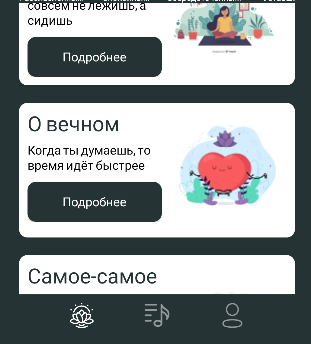 совсем не лежишь, а
сидишь
Подробнее
О вечном
Когда ты думаешь, то
время идёт быстрее
Подробнее
Самое-самое